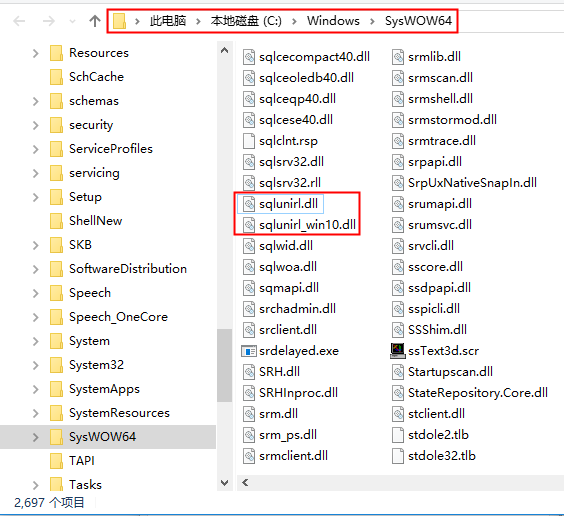 此电脑 > 本地磁盘 (C:) > Windows > SysWOW64
Resources
SchCache
schemas
security
ServiceProfiles
servicing
Setup
ShellNew
SKB
SoftwareDistribution
Speech
Speech_OneCore
System
System32
SystemApps
SystemResources
SysWOW64
TAPI
Tasks
sqlcecompact40.dll
sqlceoledb40.dll
sqlceqp40.dll
sqlcese40.dll
sqlclnt.rsp
sqlsrv32.dll
sqlsrv32.rll
sqlunirl.dll
sqlunirl_win10.dll
sqlwid.dll
sqlwoa.dll
sqmapi.dll
srchadmin.dll
srclient.dll
srdelayed.exe
SRH.dll
SRHInproc.dll
srm.dll
srm_ps.dll
srmclient.dll
srmlib.dll
srmscan.dll
srmshell.dll
srmstormod.dll
srmtrace.dll
srpapi.dll
SrpUxNativeSnapIn.dll
srumapi.dll
srumsvc.dll
srvcli.dll
sscore.dll
ssdpapi.dll
sspicli.dll
SSShim.dll
ssText3d.scr
Startupscan.dll
StateRepository.Core.dll
stclient.dll
stdole2.tlb
stdole32.tlb
2,697 个项目